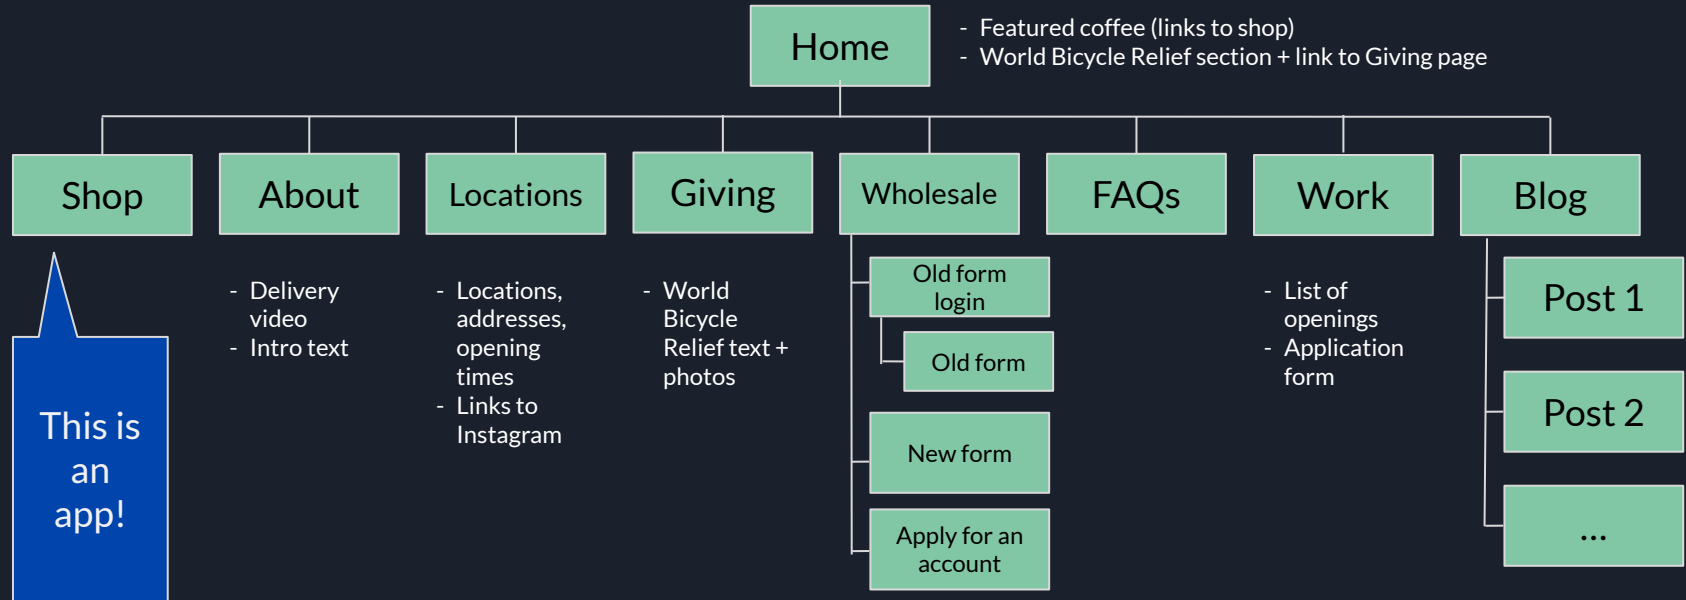 Home
- Featured coffee (links to shop)
- World Bicycle Relief section + link to Giving page
Shop
About
Locations
Giving
Wholesale
FAQs
Work
Blog
This is
an
app!
- Delivery
video
- Intro text
- Locations,
addresses,
opening
times
- Links to
Instagram
- World
Bicycle
Relief text +
photos
Old form
login
Old form
New form
Apply for an
account
- List of
openings
- Application
form
Post 1
Post 2
...